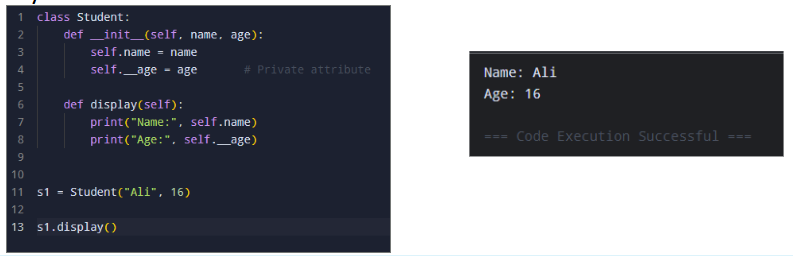 1 class Student:
2     def __init__(self, name, age):
3         self.name = name
4         self.__age = age       # Private attribute
5
6     def display(self):
7         print("Name:", self.name)
8         print("Age:", self.__age)
9
10
11 s1 = Student("Ali", 16)
12
13 s1.display()
Name: Ali
Age: 16
=== Code Execution Successful ===